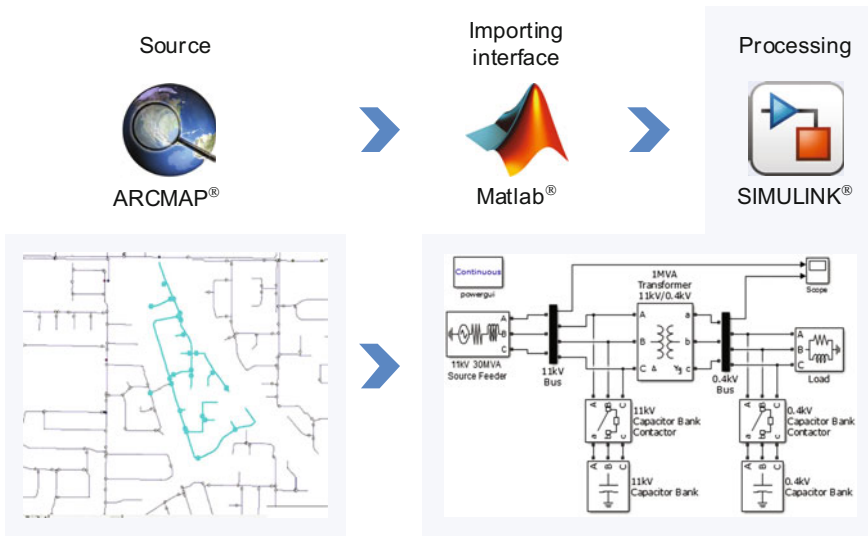 Source
Importing
interface
Processing
ARCMAP®
Matlab®
SIMULINK®
Continuous
powergui
A
B
C
11kV 30MVA
Source Feeder
11kV
Bus
1MVA
Transformer
11kV/0.4kV
A
B
C
a
b
c
Δ
Yg
0.4kV
Bus
Scope
A
B
C
Load
A B C
a b c
11kV
Capacitor Bank
Contactor
A B C
11kV
Capacitor Bank
A B C
a b c
0.4kV
Capacitor Bank
Contactor
A B C
0.4kV
Capacitor Bank